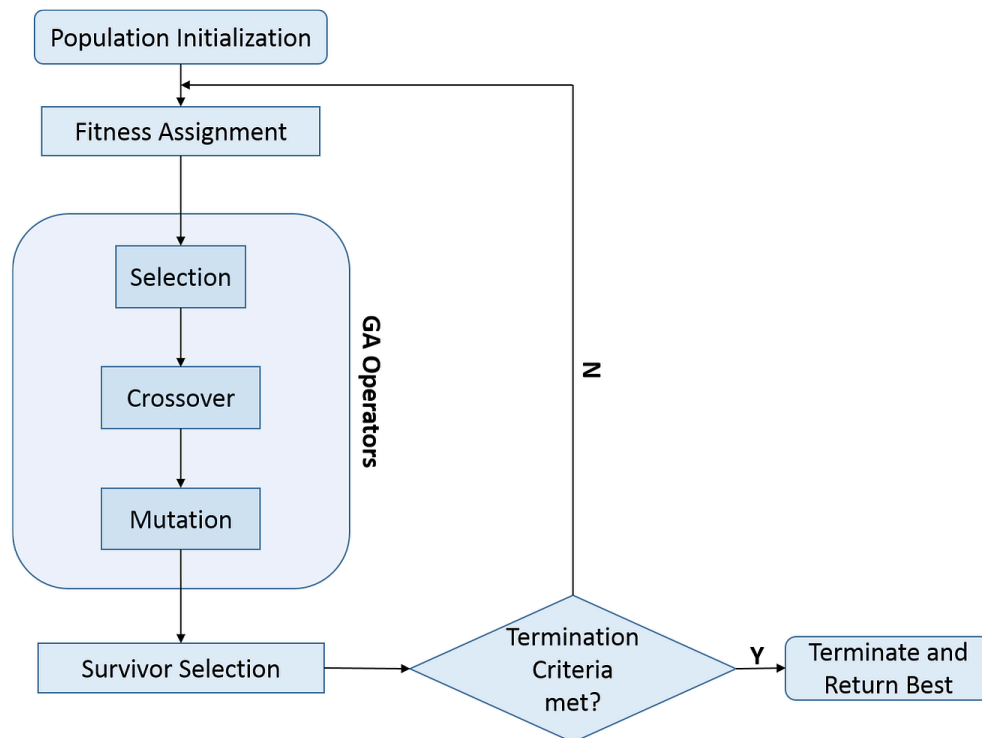 Population Initialization
Fitness Assignment
Selection
Crossover
Mutation
GA Operators
Survivor Selection
Termination
Criteria
met?
N
Y
Terminate and
Return Best